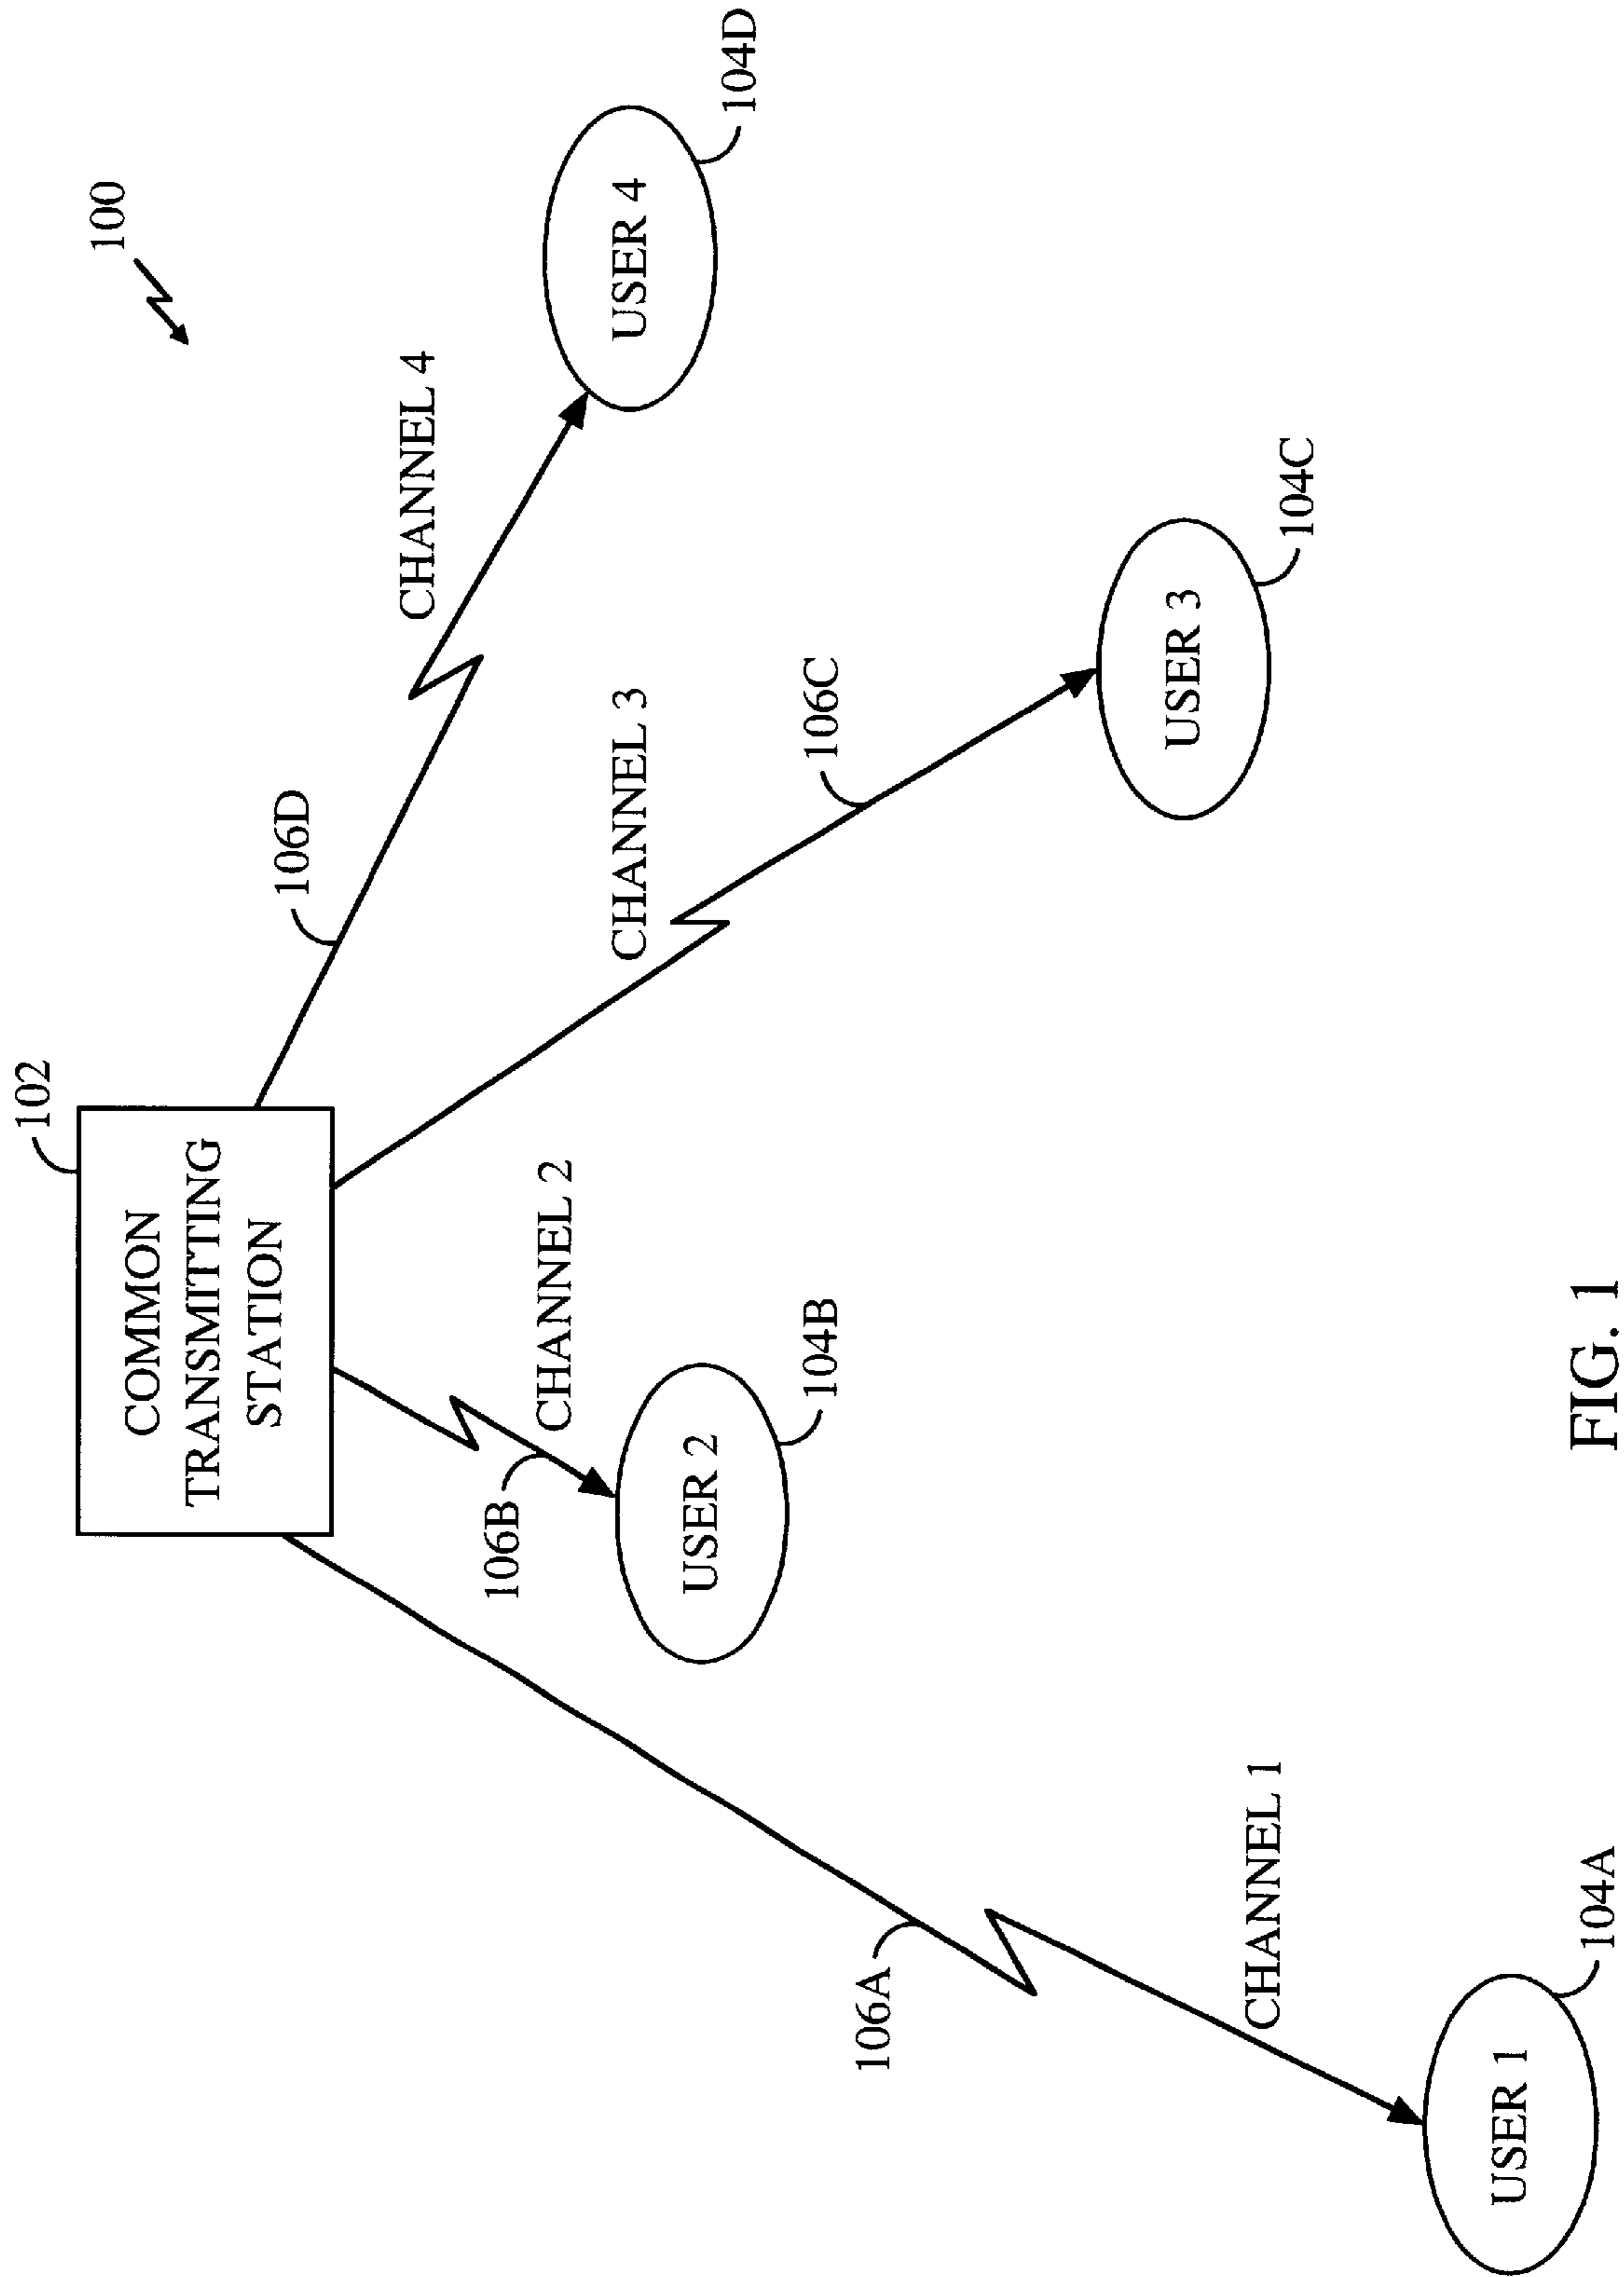 100
102
COMMON
TRANSMITTING
STATION
106D
CHANNEL 4
USER 4
104D
CHANNEL 3
106C
USER 3
104C
CHANNEL 2
106B
USER 2
104B
106A
CHANNEL 1
USER 1
104A
FIG. 1